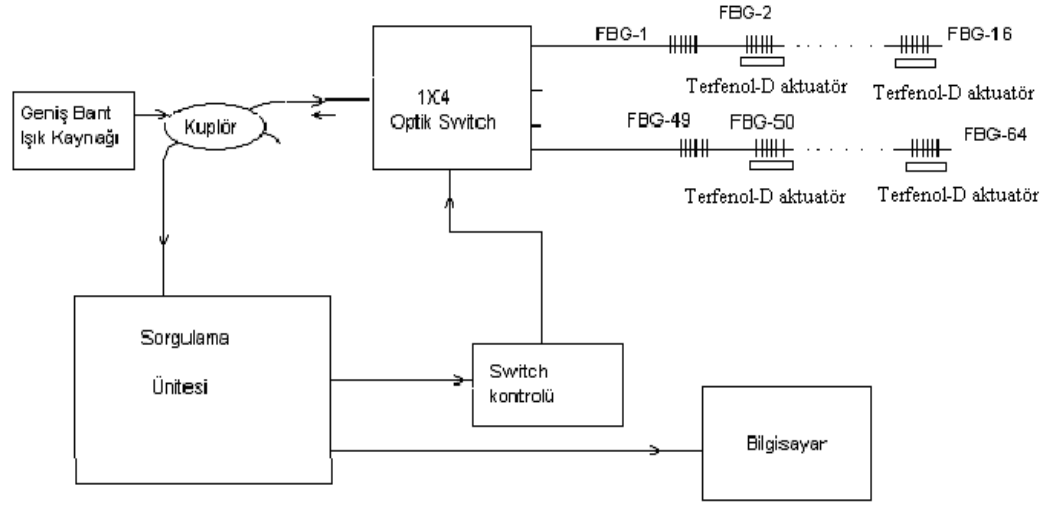 FBG-1
FBG-2
FBG-16
Terfenol-D aktuatör
Terfenol-D aktuatör
Geniş Bant
Işık Kaynağı
Kuplör
1X4
Optik Switch
FBG-49
FBG-50
FBG-64
Terfenol-D aktuatör
Terfenol-D aktuatör
Sorgulama
Ünitesi
Switch
kontrolü
Bilgisayar